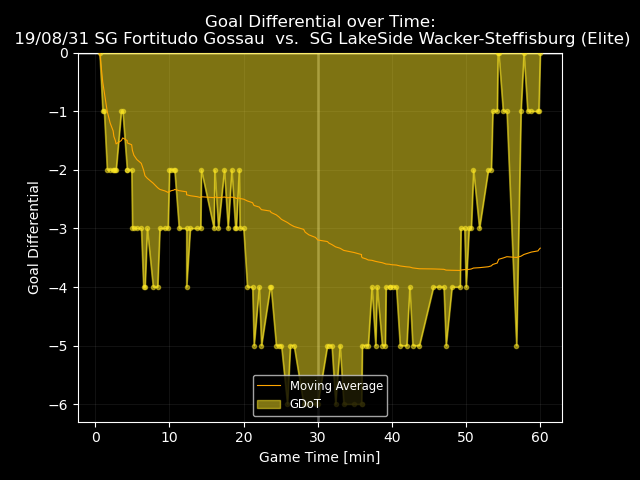 Goal Differential over Time:
19/08/31 SG Fortitudo Gossau  vs.  SG LakeSide Wacker-Steffisburg (Elite)
0
−1
−2
−3
−4
−5
−6
Goal Differential
Moving Average
GDoT
0 10 20 30 40 50 60
Game Time [min]